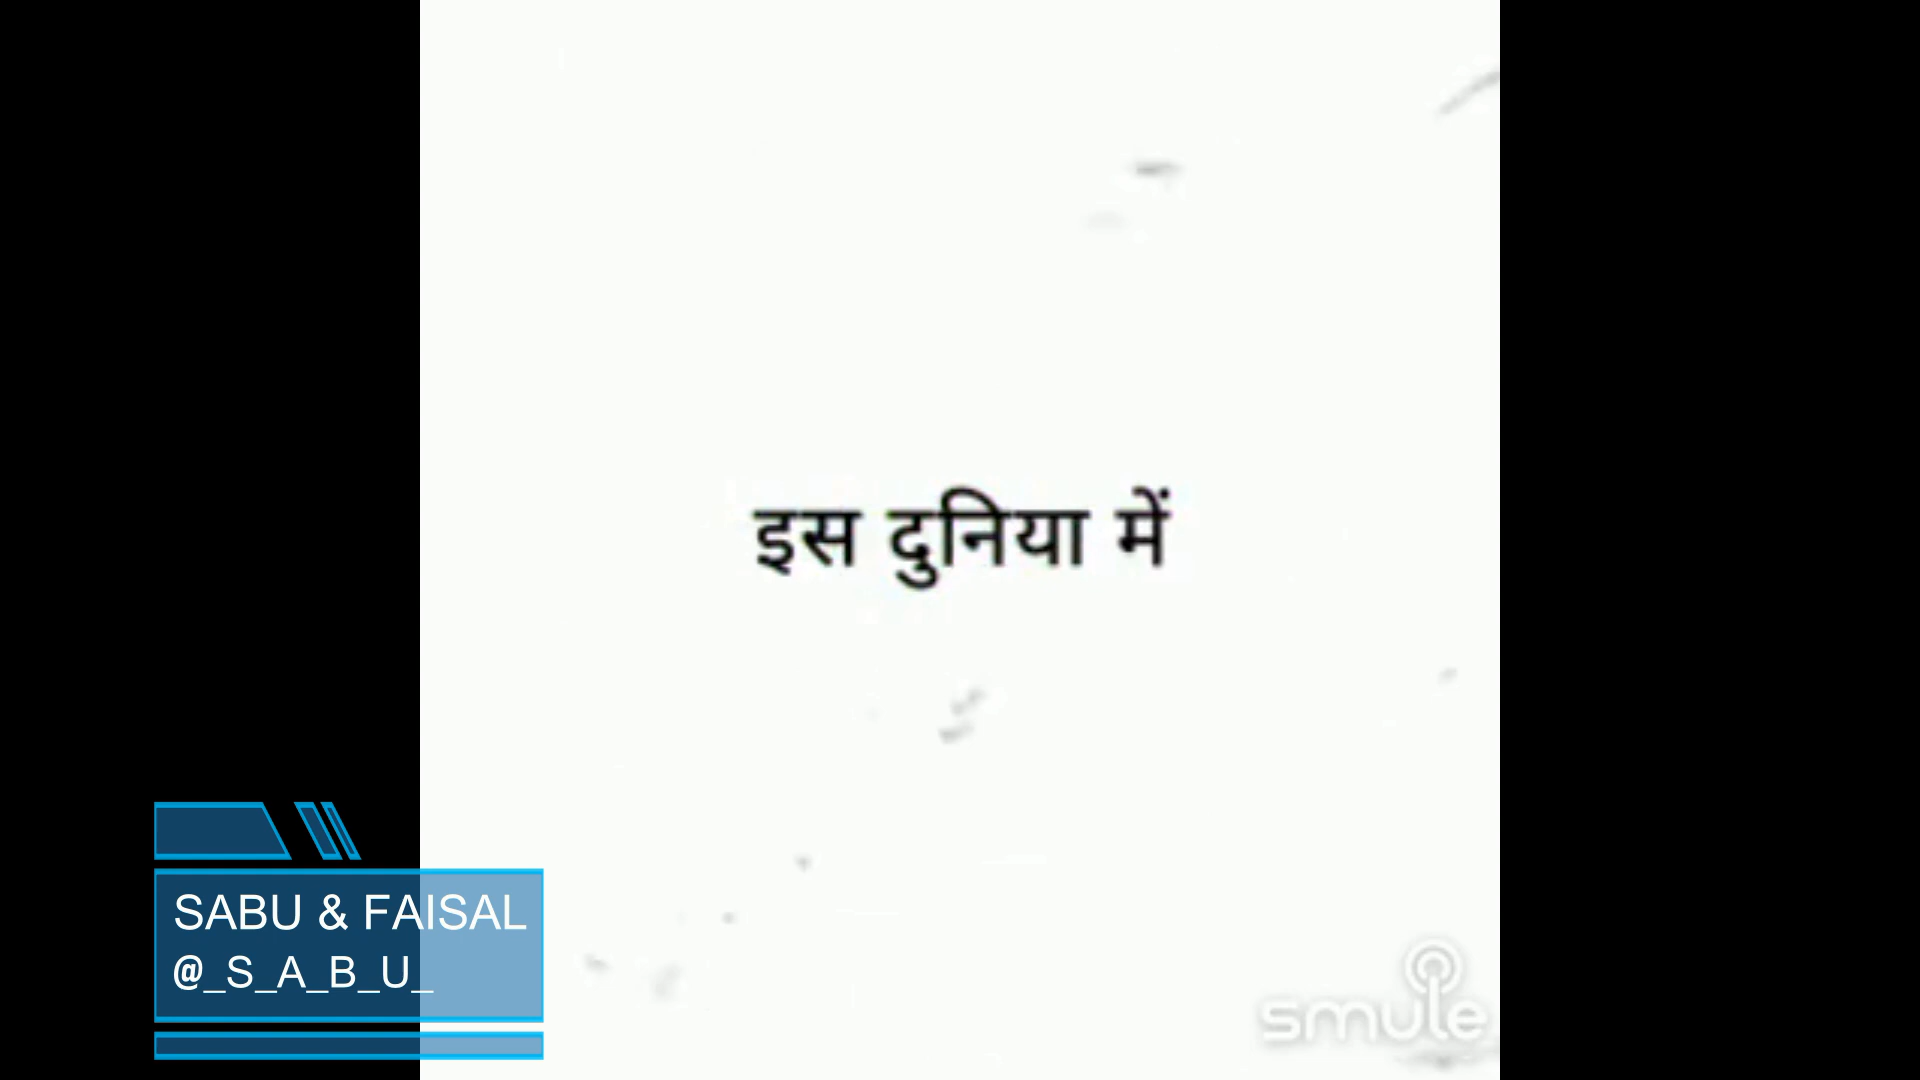 इस दुनिया में
SABU & FAISAL
@_S_A_B_U_
smule